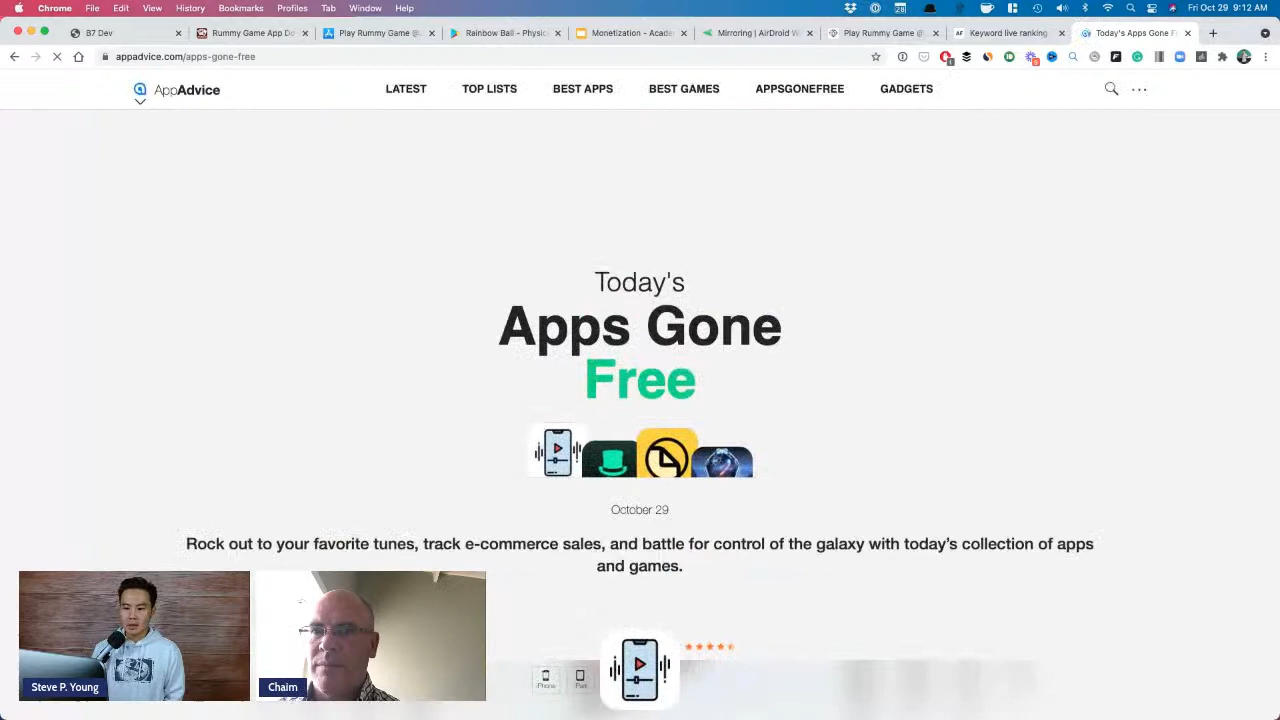 Chrome File Edit View History Bookmarks Profiles Tab Window Help Fri Oct 29 9:12 AM
B7 Dev Rummy Game App Do Play Rummy Game @ Rainbow Ball - Physic Monetization - Acade Mirroring | AirDroid W Play Rummy Game @ Keyword live ranking Today's Apps Gone F
appadvice.com/apps-gone-free
AppAdvice LATEST TOP LISTS BEST APPS BEST GAMES APPSGONEFREE GADGETS
Today's
Apps Gone
Free
October 29
Rock out to your favorite tunes, track e-commerce sales, and battle for control of the galaxy with today's collection of apps
and games.
iPhone iPad
Steve P. Young Chaim